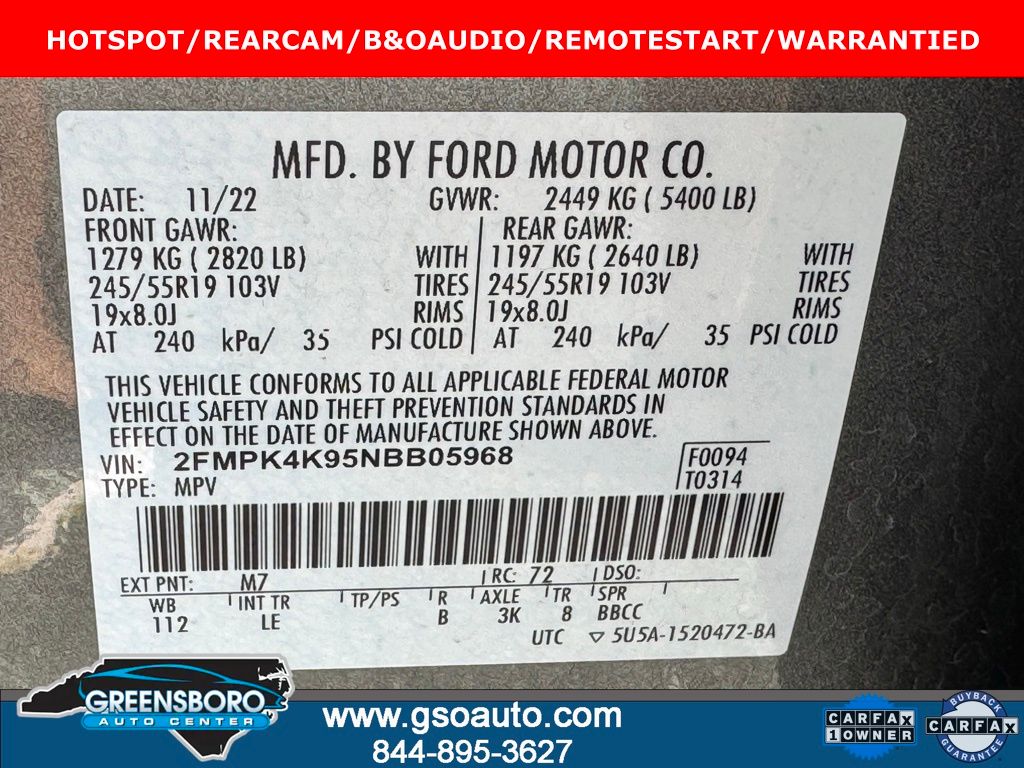 HOTSPOT/REARCAM/B&OAUDIO/REMOTESTART/WARRANTIED
MFD. BY FORD MOTOR CO.
DATE: 11/22 GVWR: 2449 KG ( 5400 LB)
FRONT GAWR: REAR GAWR:
1279 KG ( 2820 LB) WITH 1197 KG ( 2640 LB) WITH
245/55R19 103V TIRES 245/55R19 103V TIRES
19x8.0J RIMS 19x8.0J RIMS
AT 240 kPa/ 35 PSI COLD AT 240 kPa/ 35 PSI COLD
THIS VEHICLE CONFORMS TO ALL APPLICABLE FEDERAL MOTOR
VEHICLE SAFETY AND THEFT PREVENTION STANDARDS IN
EFFECT ON THE DATE OF MANUFACTURE SHOWN ABOVE.
VIN: 2FMPK4K95NBB05968 F0094
TYPE: MPV T0314
EXT PNT: M7 RC: 72 DSO:
WB INT TR TP/PS R AXLE TR SPR
112 LE B 3K 8 BBCC
UTC ▽ 5U5A-1520472-BA
GREENSBORO
AUTO CENTER
www.gsoauto.com
844-895-3627
CARFAX
1 OWNER
BUYBACK
CARFAX
GUARANTEE